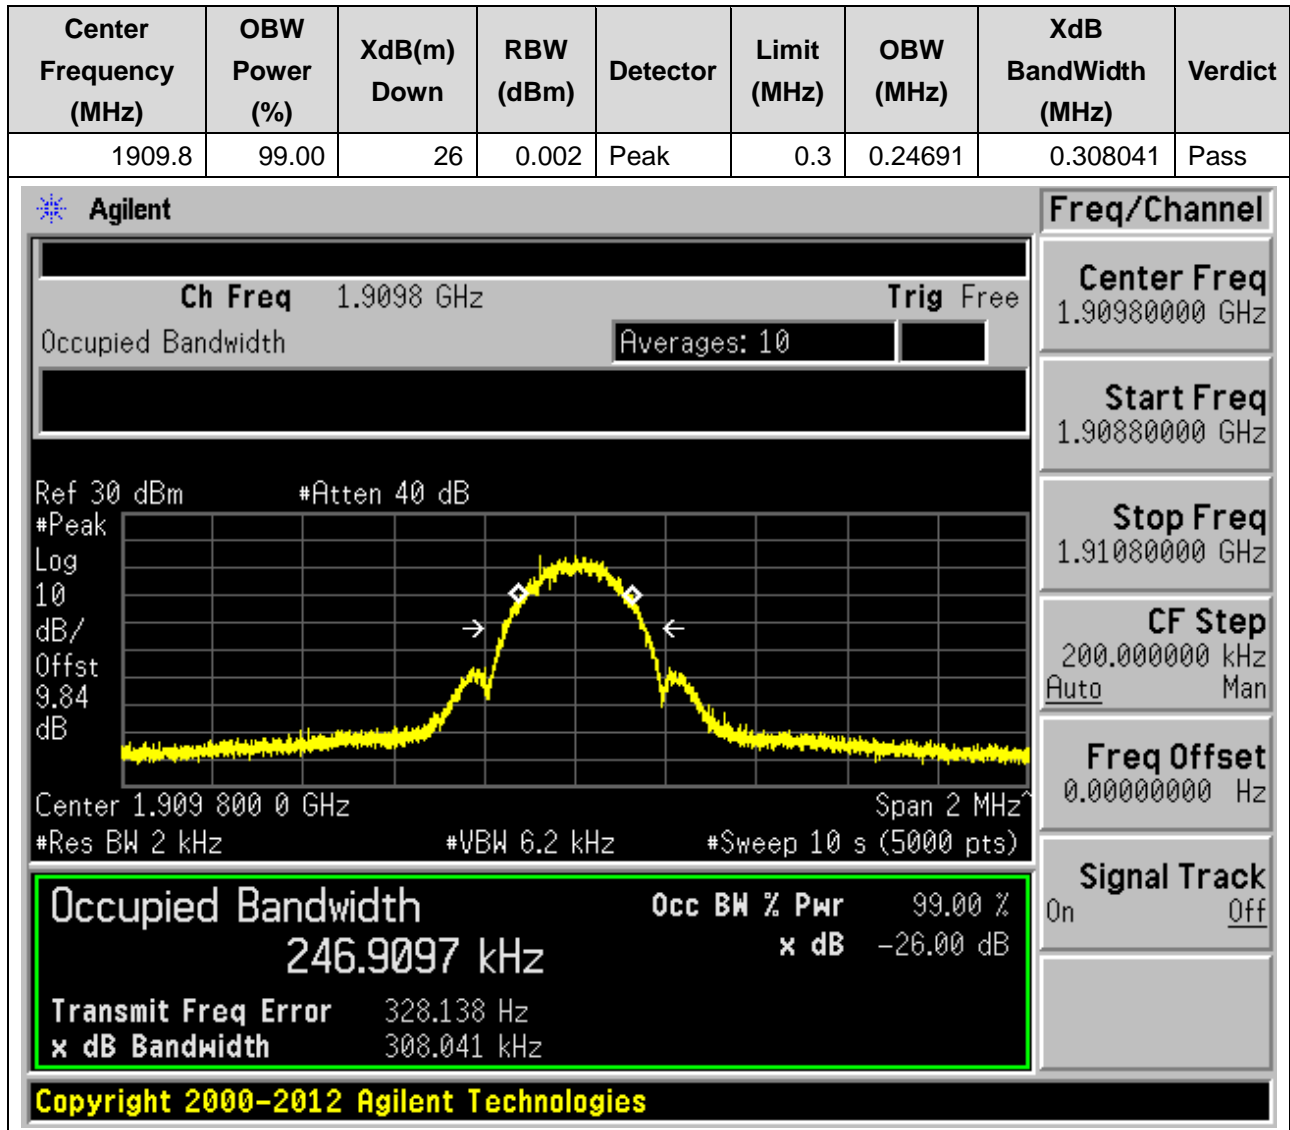 Center Frequency (MHz) OBW Power (%) XdB(m) Down RBW (dBm) Detector Limit (MHz) OBW (MHz) XdB BandWidth (MHz) Verdict
1909.8 99.00 26 0.002 Peak 0.3 0.24691 0.308041 Pass
Agilent
Freq/Channel
Ch Freq 1.9098 GHz Trig Free
Occupied Bandwidth Averages: 10
Center Freq
1.90980000 GHz
Start Freq
1.90880000 GHz
Stop Freq
1.91080000 GHz
CF Step
200.000000 kHz
Auto Man
Freq Offset
0.00000000 Hz
Signal Track
On Off
Ref 30 dBm #Atten 40 dB
#Peak
Log
10
dB/
Offst
9.84
dB
Center 1.909 800 0 GHz Span 2 MHz^
#Res BW 2 kHz #VBW 6.2 kHz #Sweep 10 s (5000 pts)
Occupied Bandwidth Occ BW % Pwr 99.00 %
246.9097 kHz x dB -26.00 dB
Transmit Freq Error 328.138 Hz
x dB Bandwidth 308.041 kHz
Copyright 2000-2012 Agilent Technologies